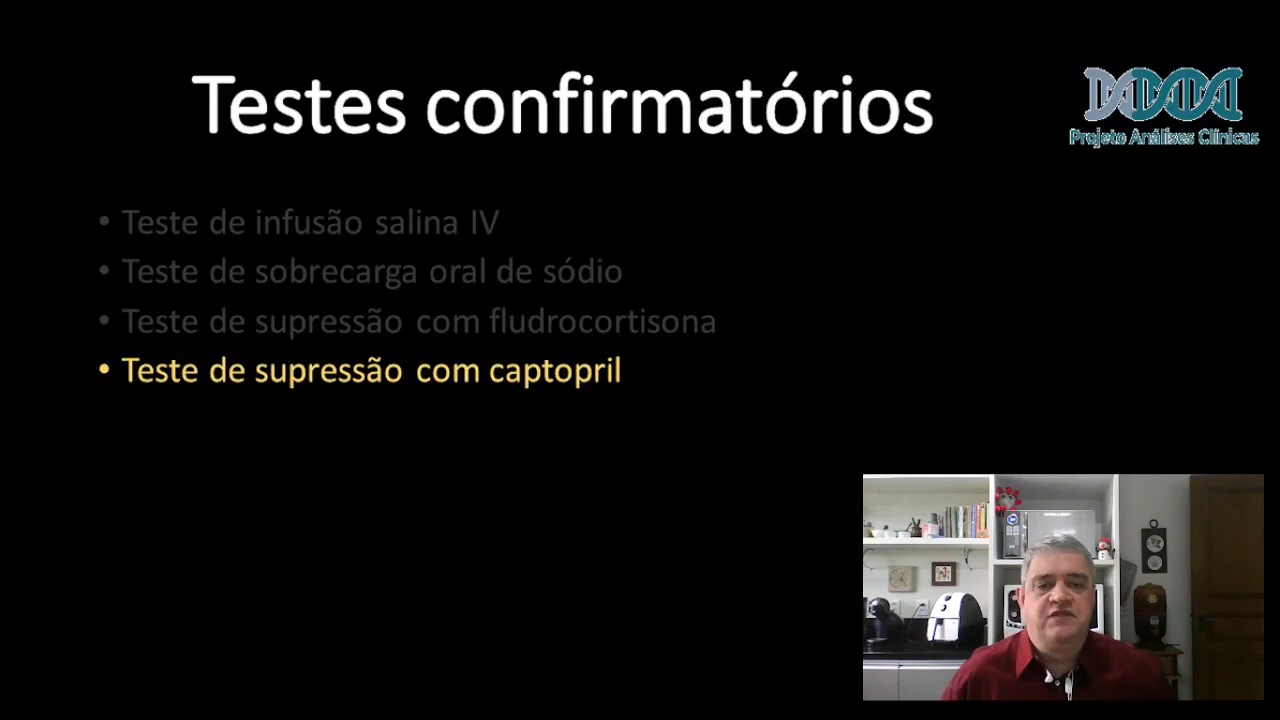 Testes confirmatórios
Projeto Análises Clínicas
• Teste de infusão salina IV
• Teste de sobrecarga oral de sódio
• Teste de supressão com fludrocortisona
• Teste de supressão com captopril